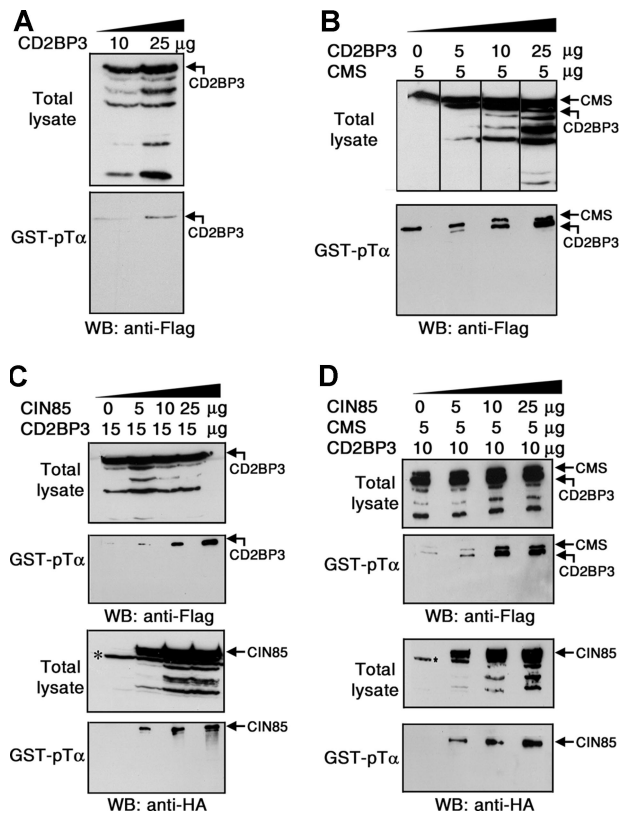 A
CD2BP3 10 25 μg
Total lysate
CD2BP3
GST-pTα
CD2BP3
WB: anti-Flag
B
CD2BP3 0 5 10 25 μg
CMS 5 5 5 5 μg
Total lysate
CMS
CD2BP3
GST-pTα
CMS
CD2BP3
WB: anti-Flag
C
CIN85 0 5 10 25 μg
CD2BP3 15 15 15 15 μg
Total lysate
CD2BP3
GST-pTα
CD2BP3
WB: anti-Flag
Total lysate
*
CIN85
GST-pTα
CIN85
WB: anti-HA
D
CIN85 0 5 10 25 μg
CMS 5 5 5 5 μg
CD2BP3 10 10 10 10 μg
Total lysate
CMS
CD2BP3
GST-pTα
CMS
CD2BP3
WB: anti-Flag
Total lysate
*
CIN85
GST-pTα
CIN85
WB: anti-HA